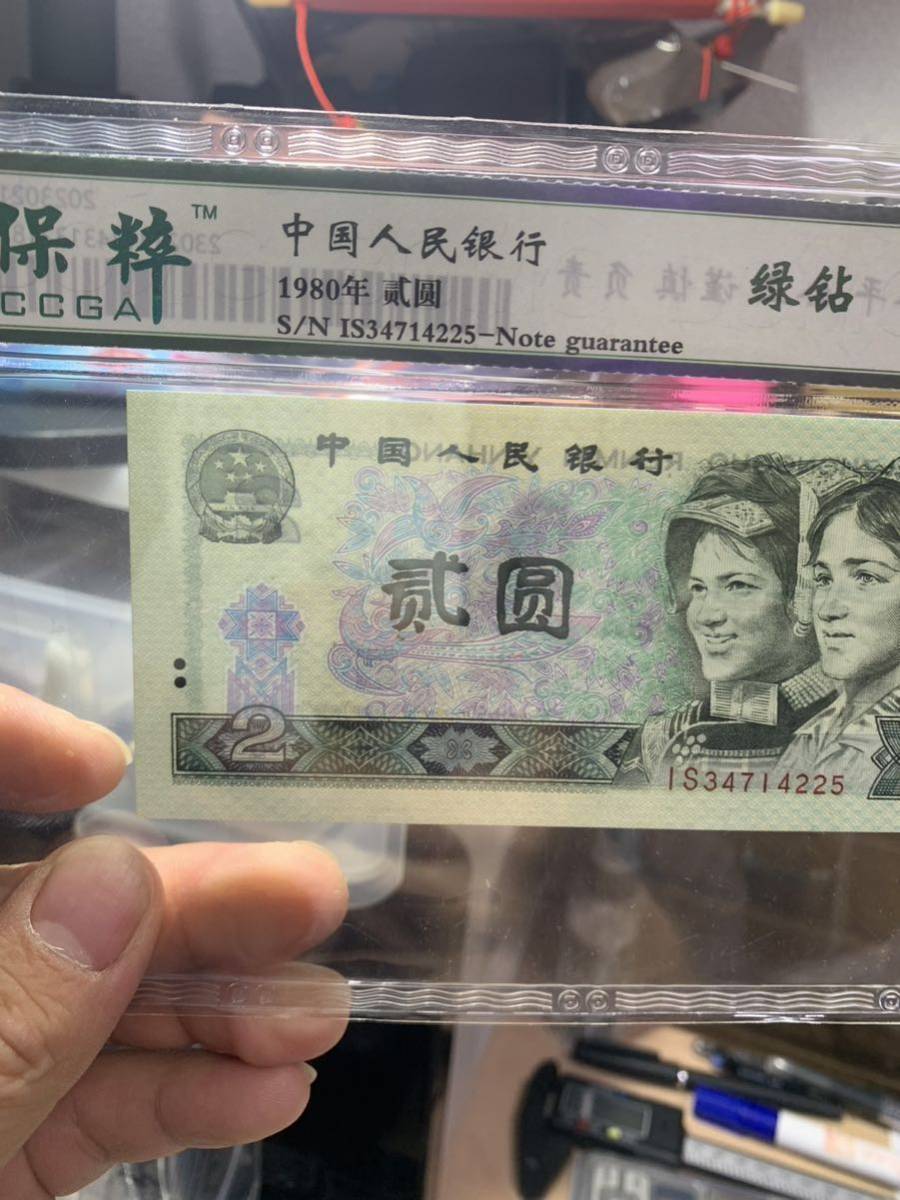 保粹™
CCGA
中国人民银行
1980年 贰圆
S/N IS34714225-Note guarantee
绿钻
中国人民银行
贰圆
2
IS34714225